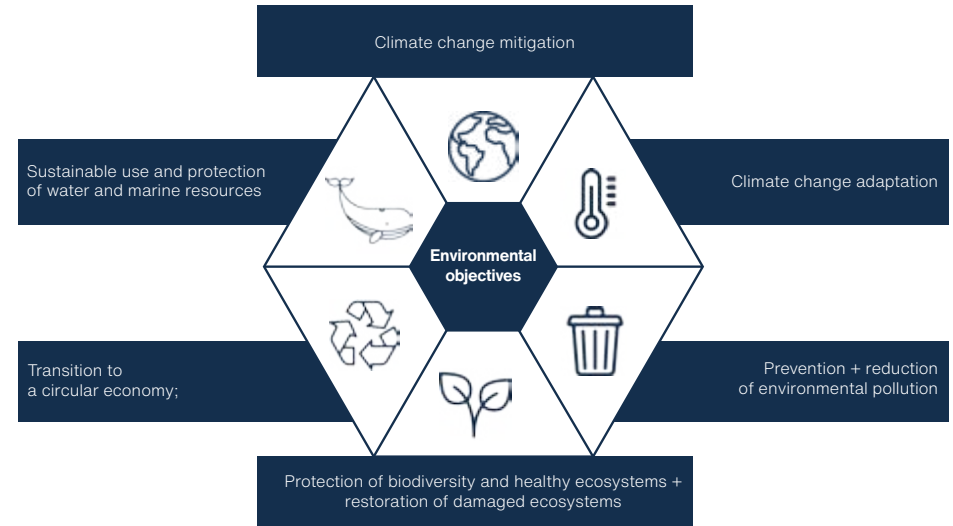 Climate change mitigation
Sustainable use and protection
of water and marine resources
Climate change adaptation
Environmental
objectives
Transition to
a circular economy;
Prevention + reduction
of environmental pollution
Protection of biodiversity and healthy ecosystems +
restoration of damaged ecosystems